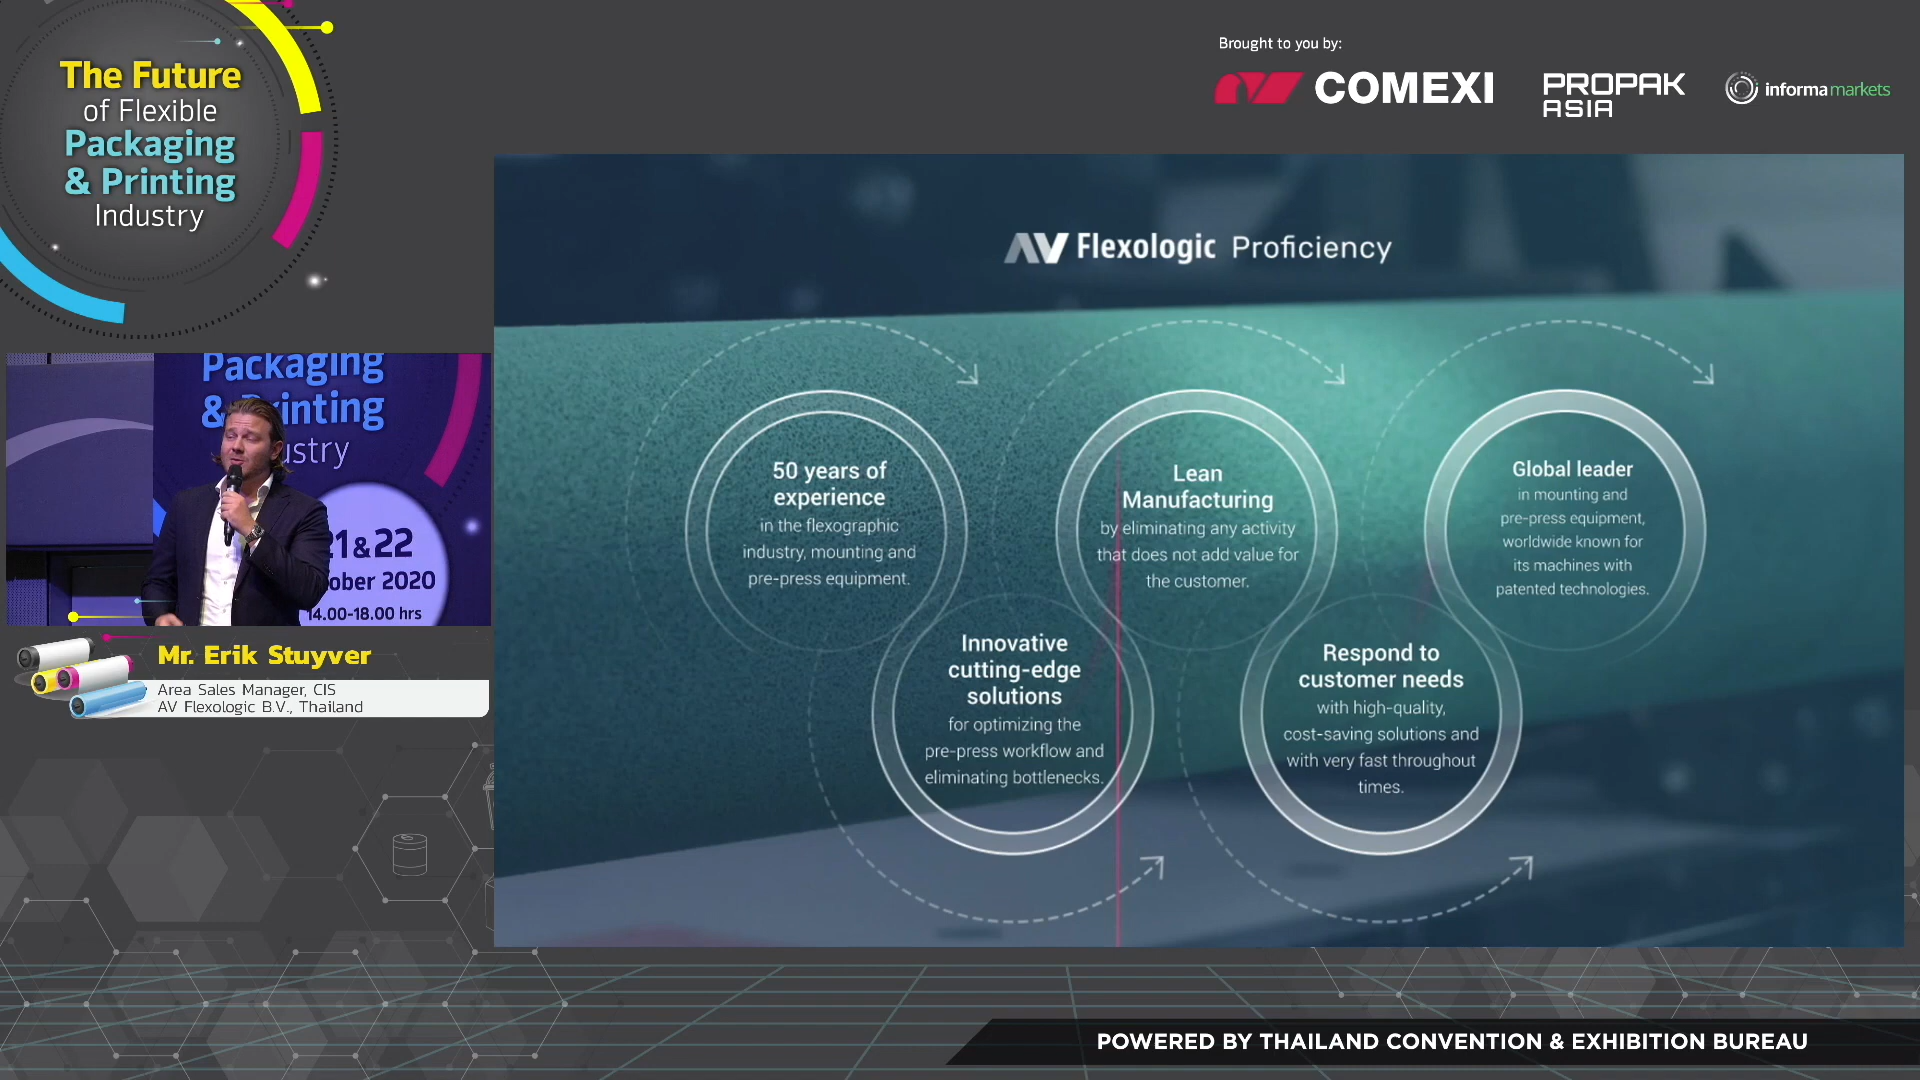 The Future
of Flexible
Packaging
& Printing
Industry
Brought to you by:
COMEXI
PROPAK
ASIA
informa markets
AV Flexologic Proficiency
50 years of
experience
in the flexographic
industry, mounting and
pre-press equipment.
Lean
Manufacturing
by eliminating any activity
that does not add value for
the customer.
Global leader
in mounting and
pre-press equipment,
worldwide known for
its machines with
patented technologies.
Innovative
cutting-edge
solutions
for optimizing the
pre-press workflow and
eliminating bottlenecks.
Respond to
customer needs
with high-quality,
cost-saving solutions and
with very fast throughout
times.
Packaging
& Printing
ustry
21&22
ober 2020
14.00-18.00 hrs
Mr. Erik Stuyver
Area Sales Manager, CIS
AV Flexologic B.V., Thailand
POWERED BY THAILAND CONVENTION & EXHIBITION BUREAU